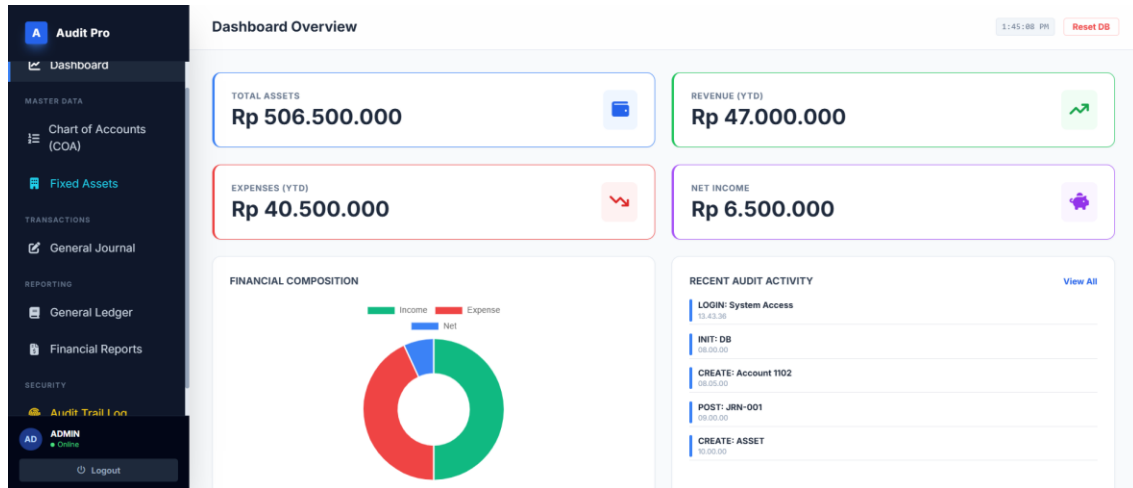 A Audit Pro
Dashboard
MASTER DATA
Chart of Accounts
(COA)
Fixed Assets
TRANSACTIONS
General Journal
REPORTING
General Ledger
Financial Reports
SECURITY
Audit Trail Log
AD ADMIN
Online
Logout
Dashboard Overview
1:45:08 PM
Reset DB
TOTAL ASSETS
Rp 506.500.000
REVENUE (YTD)
Rp 47.000.000
EXPENSES (YTD)
Rp 40.500.000
NET INCOME
Rp 6.500.000
FINANCIAL COMPOSITION
Income Expense
Net
RECENT AUDIT ACTIVITY
View All
LOGIN: System Access
13.43.36
INIT: DB
08.00.00
CREATE: Account 1102
08.05.00
POST: JRN-001
09.00.00
CREATE: ASSET
10.00.00